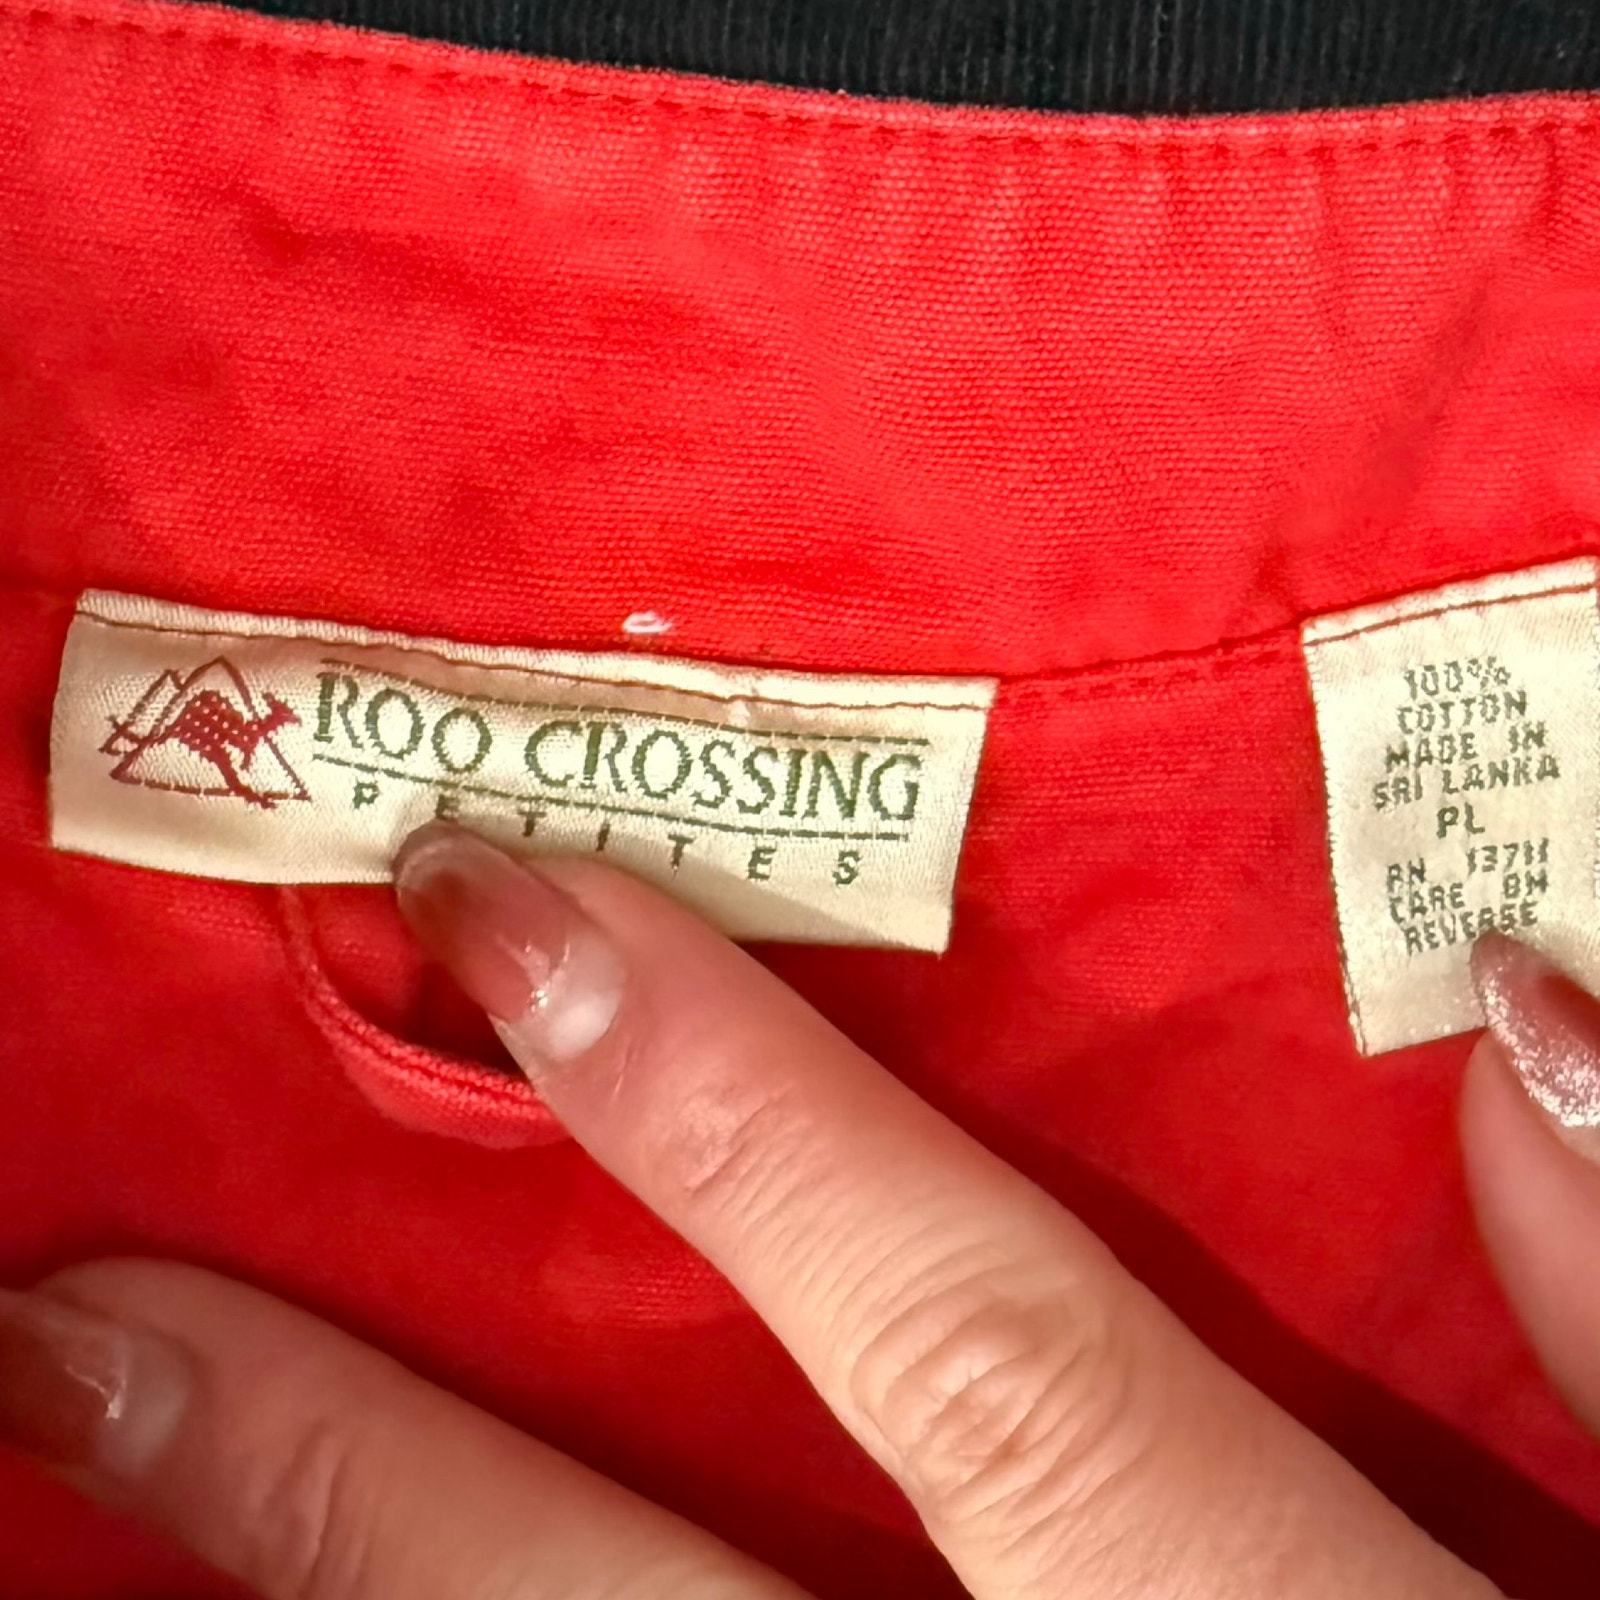 ROO CROSSING
PETITES
100%
COTTON
MADE IN
SRI LANKA
PL
RN 13711
CARE ON
REVERSE